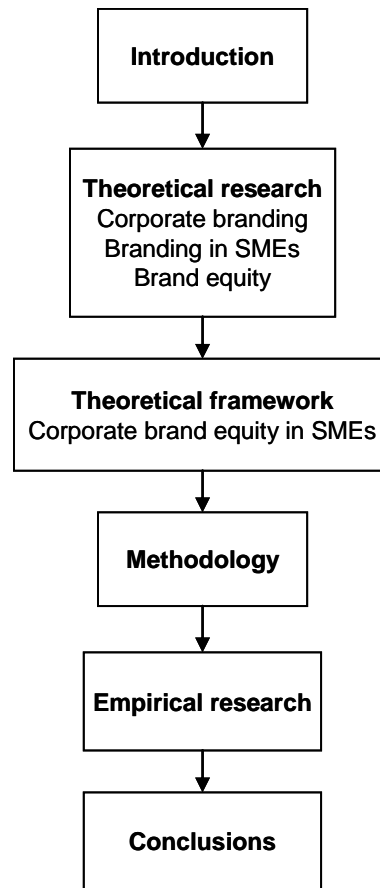 Introduction
Theoretical research
Corporate branding
Branding in SMEs
Brand equity
Theoretical framework
Corporate brand equity in SMEs
Methodology
Empirical research
Conclusions